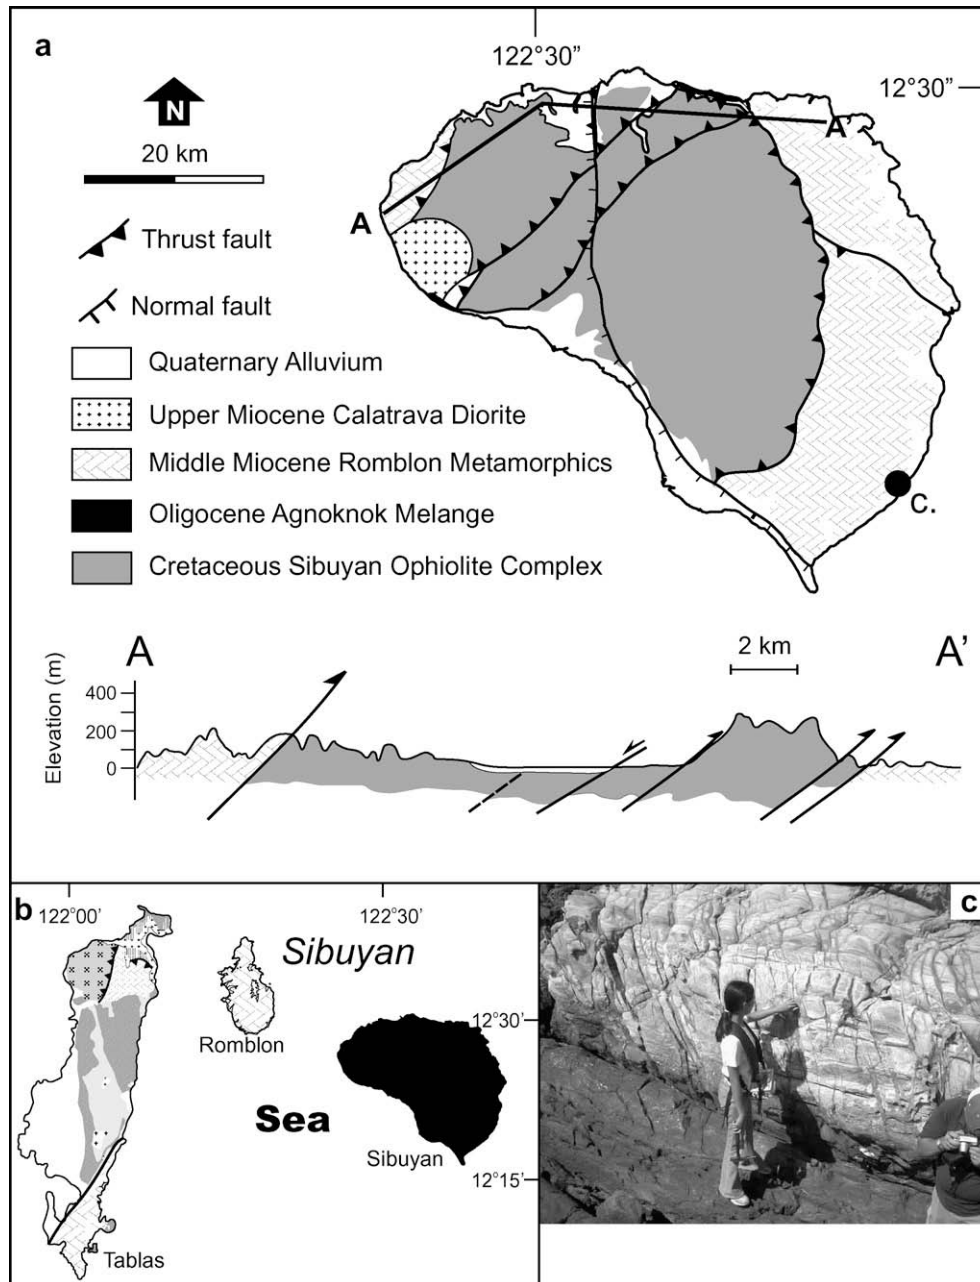 a
122°30”
12°30”
N
20 km
A
A
Thrust fault
Normal fault
Quaternary Alluvium
Upper Miocene Calatrava Diorite
Middle Miocene Romblon Metamorphics
Oligocene Agnoknok Melange
Cretaceous Sibuyan Ophiolite Complex
c.
A
A’
2 km
Elevation (m)
400
200
0
b
122°00’
122°30’
Sibuyan
Romblon
12°30’
Sea
Sibuyan
12°15’
Tablas
c